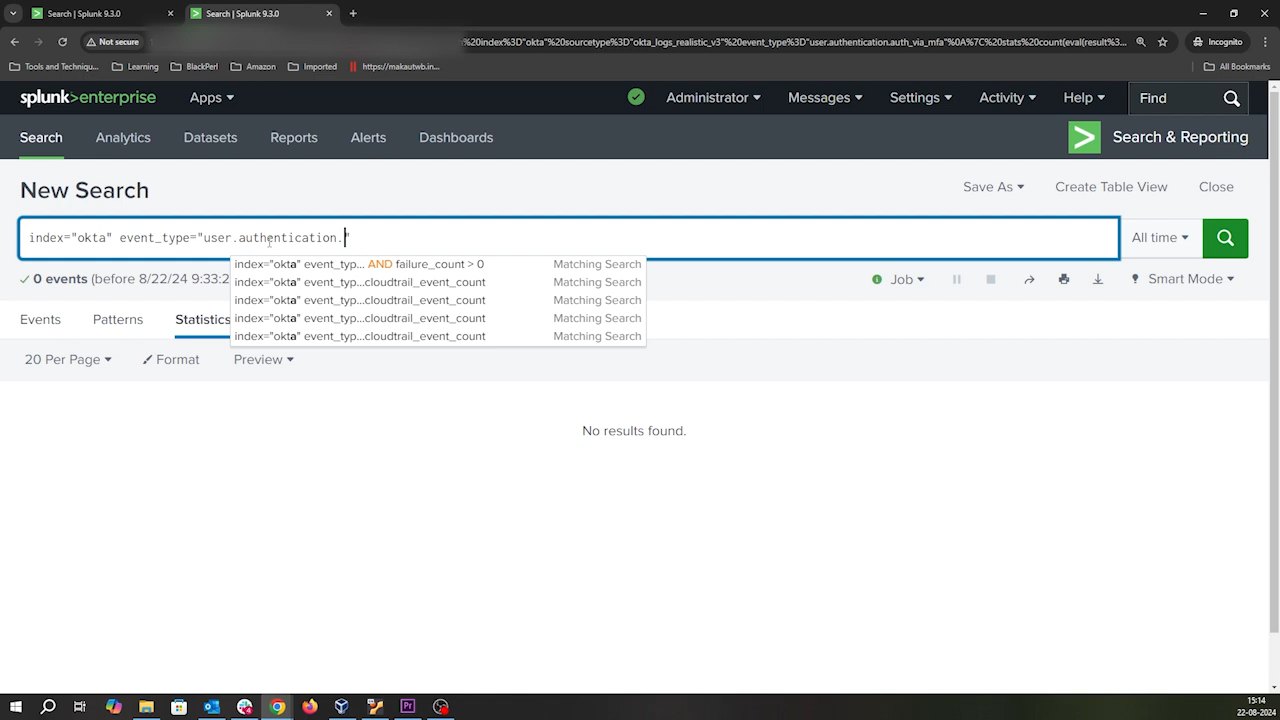 Search | Splunk 9.3.0
Search | Splunk 9.3.0
Not secure
%20index%3D"okta"%20sourcetype%3D"okta_logs_realistic_v3"%20event_type%3D"user.authentication.auth_via_mfa"%0A%7C%20stats%20count(eval(result%3...
Incognito
Tools and Techniqu...
Learning
BlackPerl
Amazon
Imported
https://makautwb.in...
All Bookmarks
splunk>enterprise
Apps
Administrator
Messages
Settings
Activity
Help
Find
Search
Analytics
Datasets
Reports
Alerts
Dashboards
Search & Reporting
New Search
Save As
Create Table View
Close
index="okta" event_type="user.authentication."
All time
index="okta" event_typ... AND failure_count > 0 Matching Search
index="okta" event_typ...cloudtrail_event_count Matching Search
index="okta" event_typ...cloudtrail_event_count Matching Search
index="okta" event_typ...cloudtrail_event_count Matching Search
index="okta" event_typ...cloudtrail_event_count Matching Search
0 events (before 8/22/24 9:33:2
Job
Smart Mode
Events
Patterns
Statistics
20 Per Page
Format
Preview
No results found.
15:14
22-08-2024